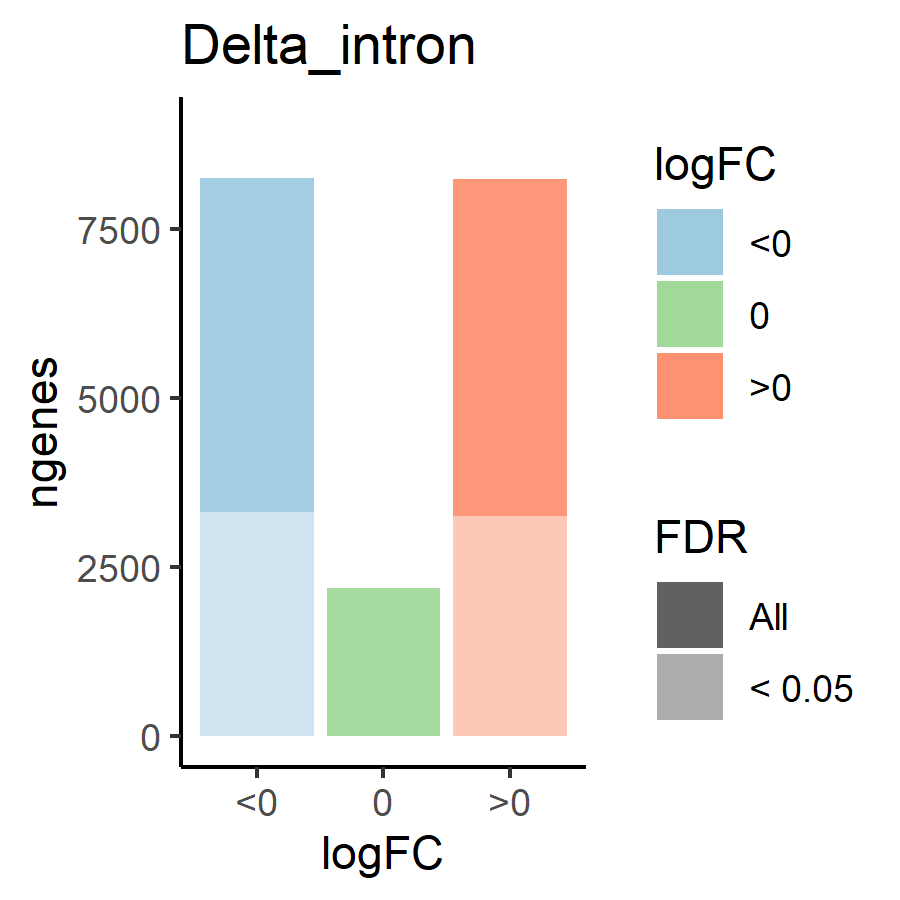 Delta_intron
ngenes
7500
5000
2500
0
<0
0
>0
logFC
logFC
<0
0
>0
FDR
All
< 0.05